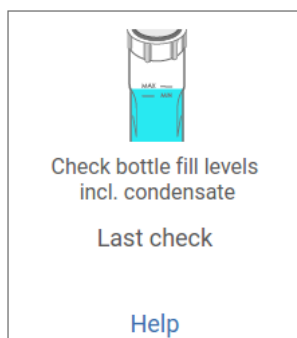 MAX
MIN
Check bottle fill levels
incl. condensate
Last check
Help